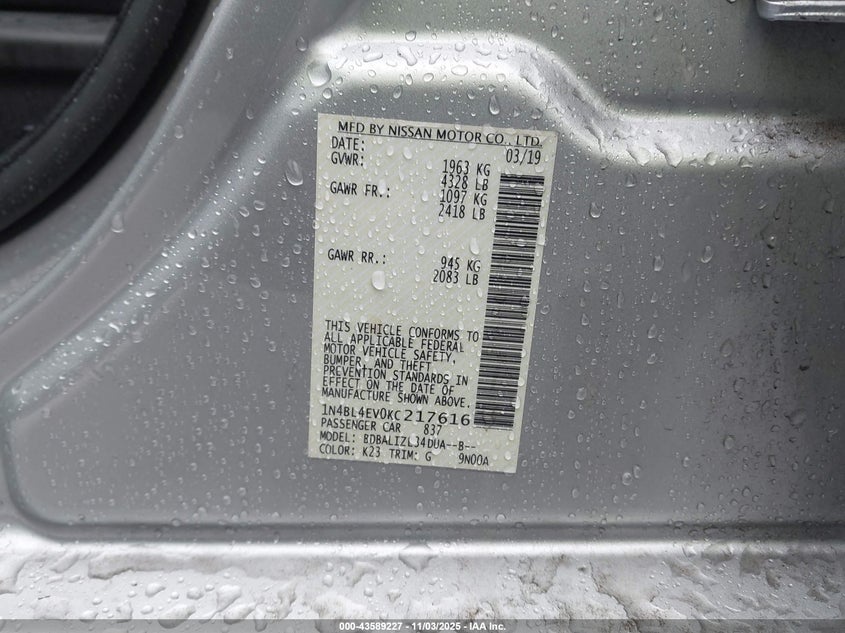 MFD BY NISSAN MOTOR CO., LTD.
DATE: 03/19
GVWR: 1963 KG
4328 LB
GAWR FR.: 1097 KG
2418 LB
GAWR RR.: 945 KG
2083 LB
THIS VEHICLE CONFORMS TO
ALL APPLICABLE FEDERAL
MOTOR VEHICLE SAFETY,
BUMPER, AND THEFT
PREVENTION STANDARDS IN
EFFECT ON THE DATE OF
MANUFACTURE SHOWN ABOVE.
1N4BL4EV0KC217616
PASSENGER CAR 837
MODEL: BDBALIZL34DUA--B--
COLOR: K23 TRIM: G 9N00A
000-43589227 - 11/03/2025 - IAA Inc.